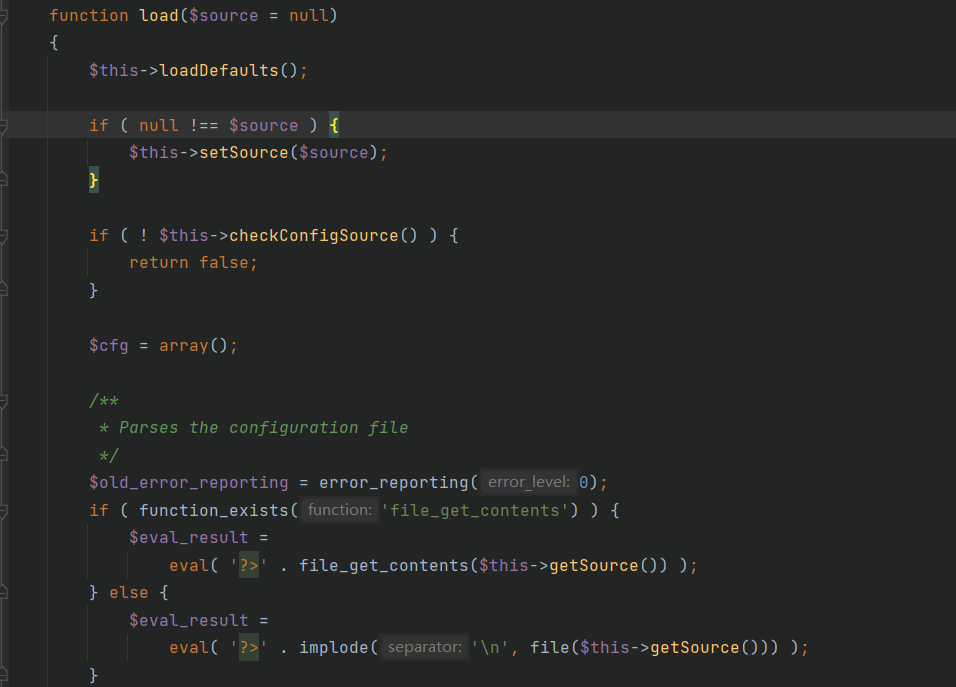 function load($source = null)
{
    $this->loadDefaults();

    if ( null !== $source ) {
        $this->setSource($source);
    }

    if ( ! $this->checkConfigSource() ) {
        return false;
    }

    $cfg = array();

    /**
     * Parses the configuration file
     */
    $old_error_reporting = error_reporting( error_level: 0);
    if ( function_exists( function: 'file_get_contents') ) {
        $eval_result =
            eval( '?>' . file_get_contents($this->getSource()) );
    } else {
        $eval_result =
            eval( '?>' . implode( separator: '\n', file($this->getSource())) );
    }